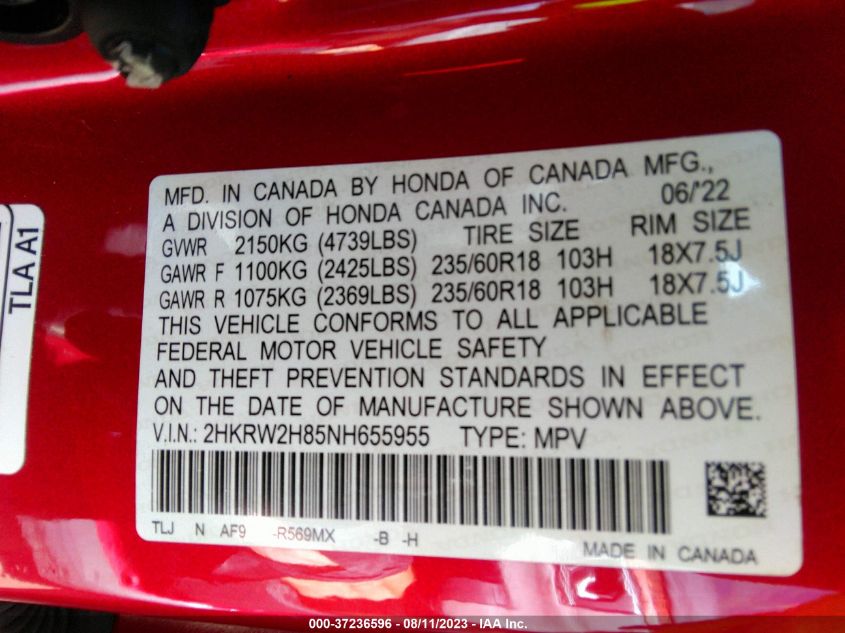 MFD. IN CANADA BY HONDA OF CANADA MFG.,
A DIVISION OF HONDA CANADA INC. 06/'22
GVWR 2150KG (4739LBS) TIRE SIZE RIM SIZE
GAWR F 1100KG (2425LBS) 235/60R18 103H 18X7.5J
GAWR R 1075KG (2369LBS) 235/60R18 103H 18X7.5J
THIS VEHICLE CONFORMS TO ALL APPLICABLE
FEDERAL MOTOR VEHICLE SAFETY
AND THEFT PREVENTION STANDARDS IN EFFECT
ON THE DATE OF MANUFACTURE SHOWN ABOVE.
V.I.N.: 2HKRW2H85NH655955 TYPE: MPV
TLJ N AF9 -R569MX -B -H
MADE IN CANADA
TLA A1
000-37236596 - 08/11/2023 - IAA Inc.